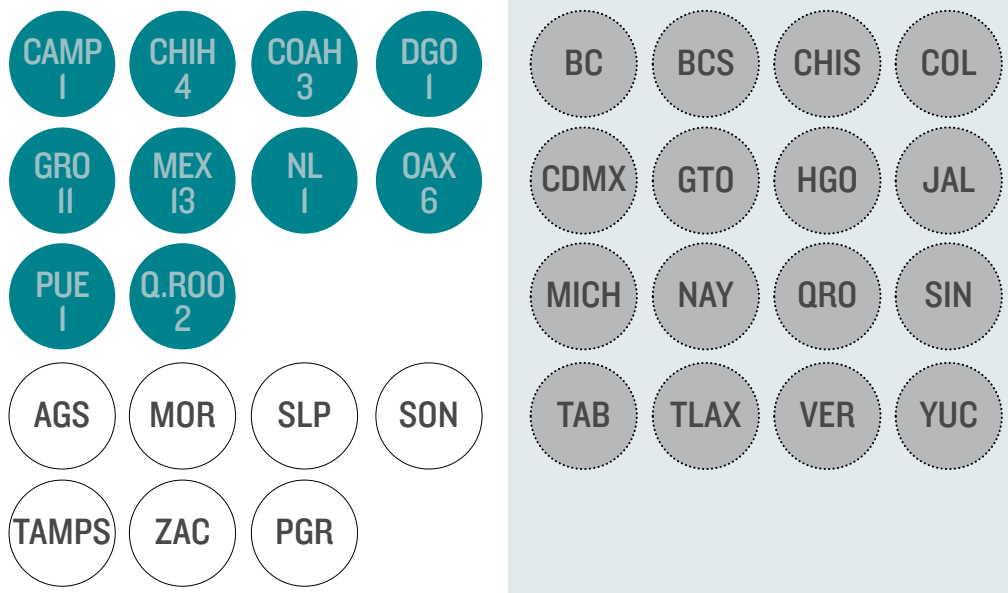 CAMP
1
CHIH
4
COAH
3
DGO
1
GRO
11
MEX
13
NL
1
OAX
6
PUE
1
Q.ROO
2
AGS
MOR
SLP
SON
TAMPS
ZAC
PGR
BC
BCS
CHIS
COL
CDMX
GTO
HGO
JAL
MICH
NAY
QRO
SIN
TAB
TLAX
VER
YUC